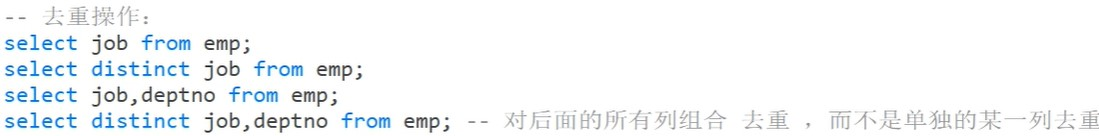 -- 去重操作：
select job from emp;
select distinct job from emp;
select job,deptno from emp;
select distinct job,deptno from emp; -- 对后面的所有列组合 去重 ，而不是单独的某一列去重